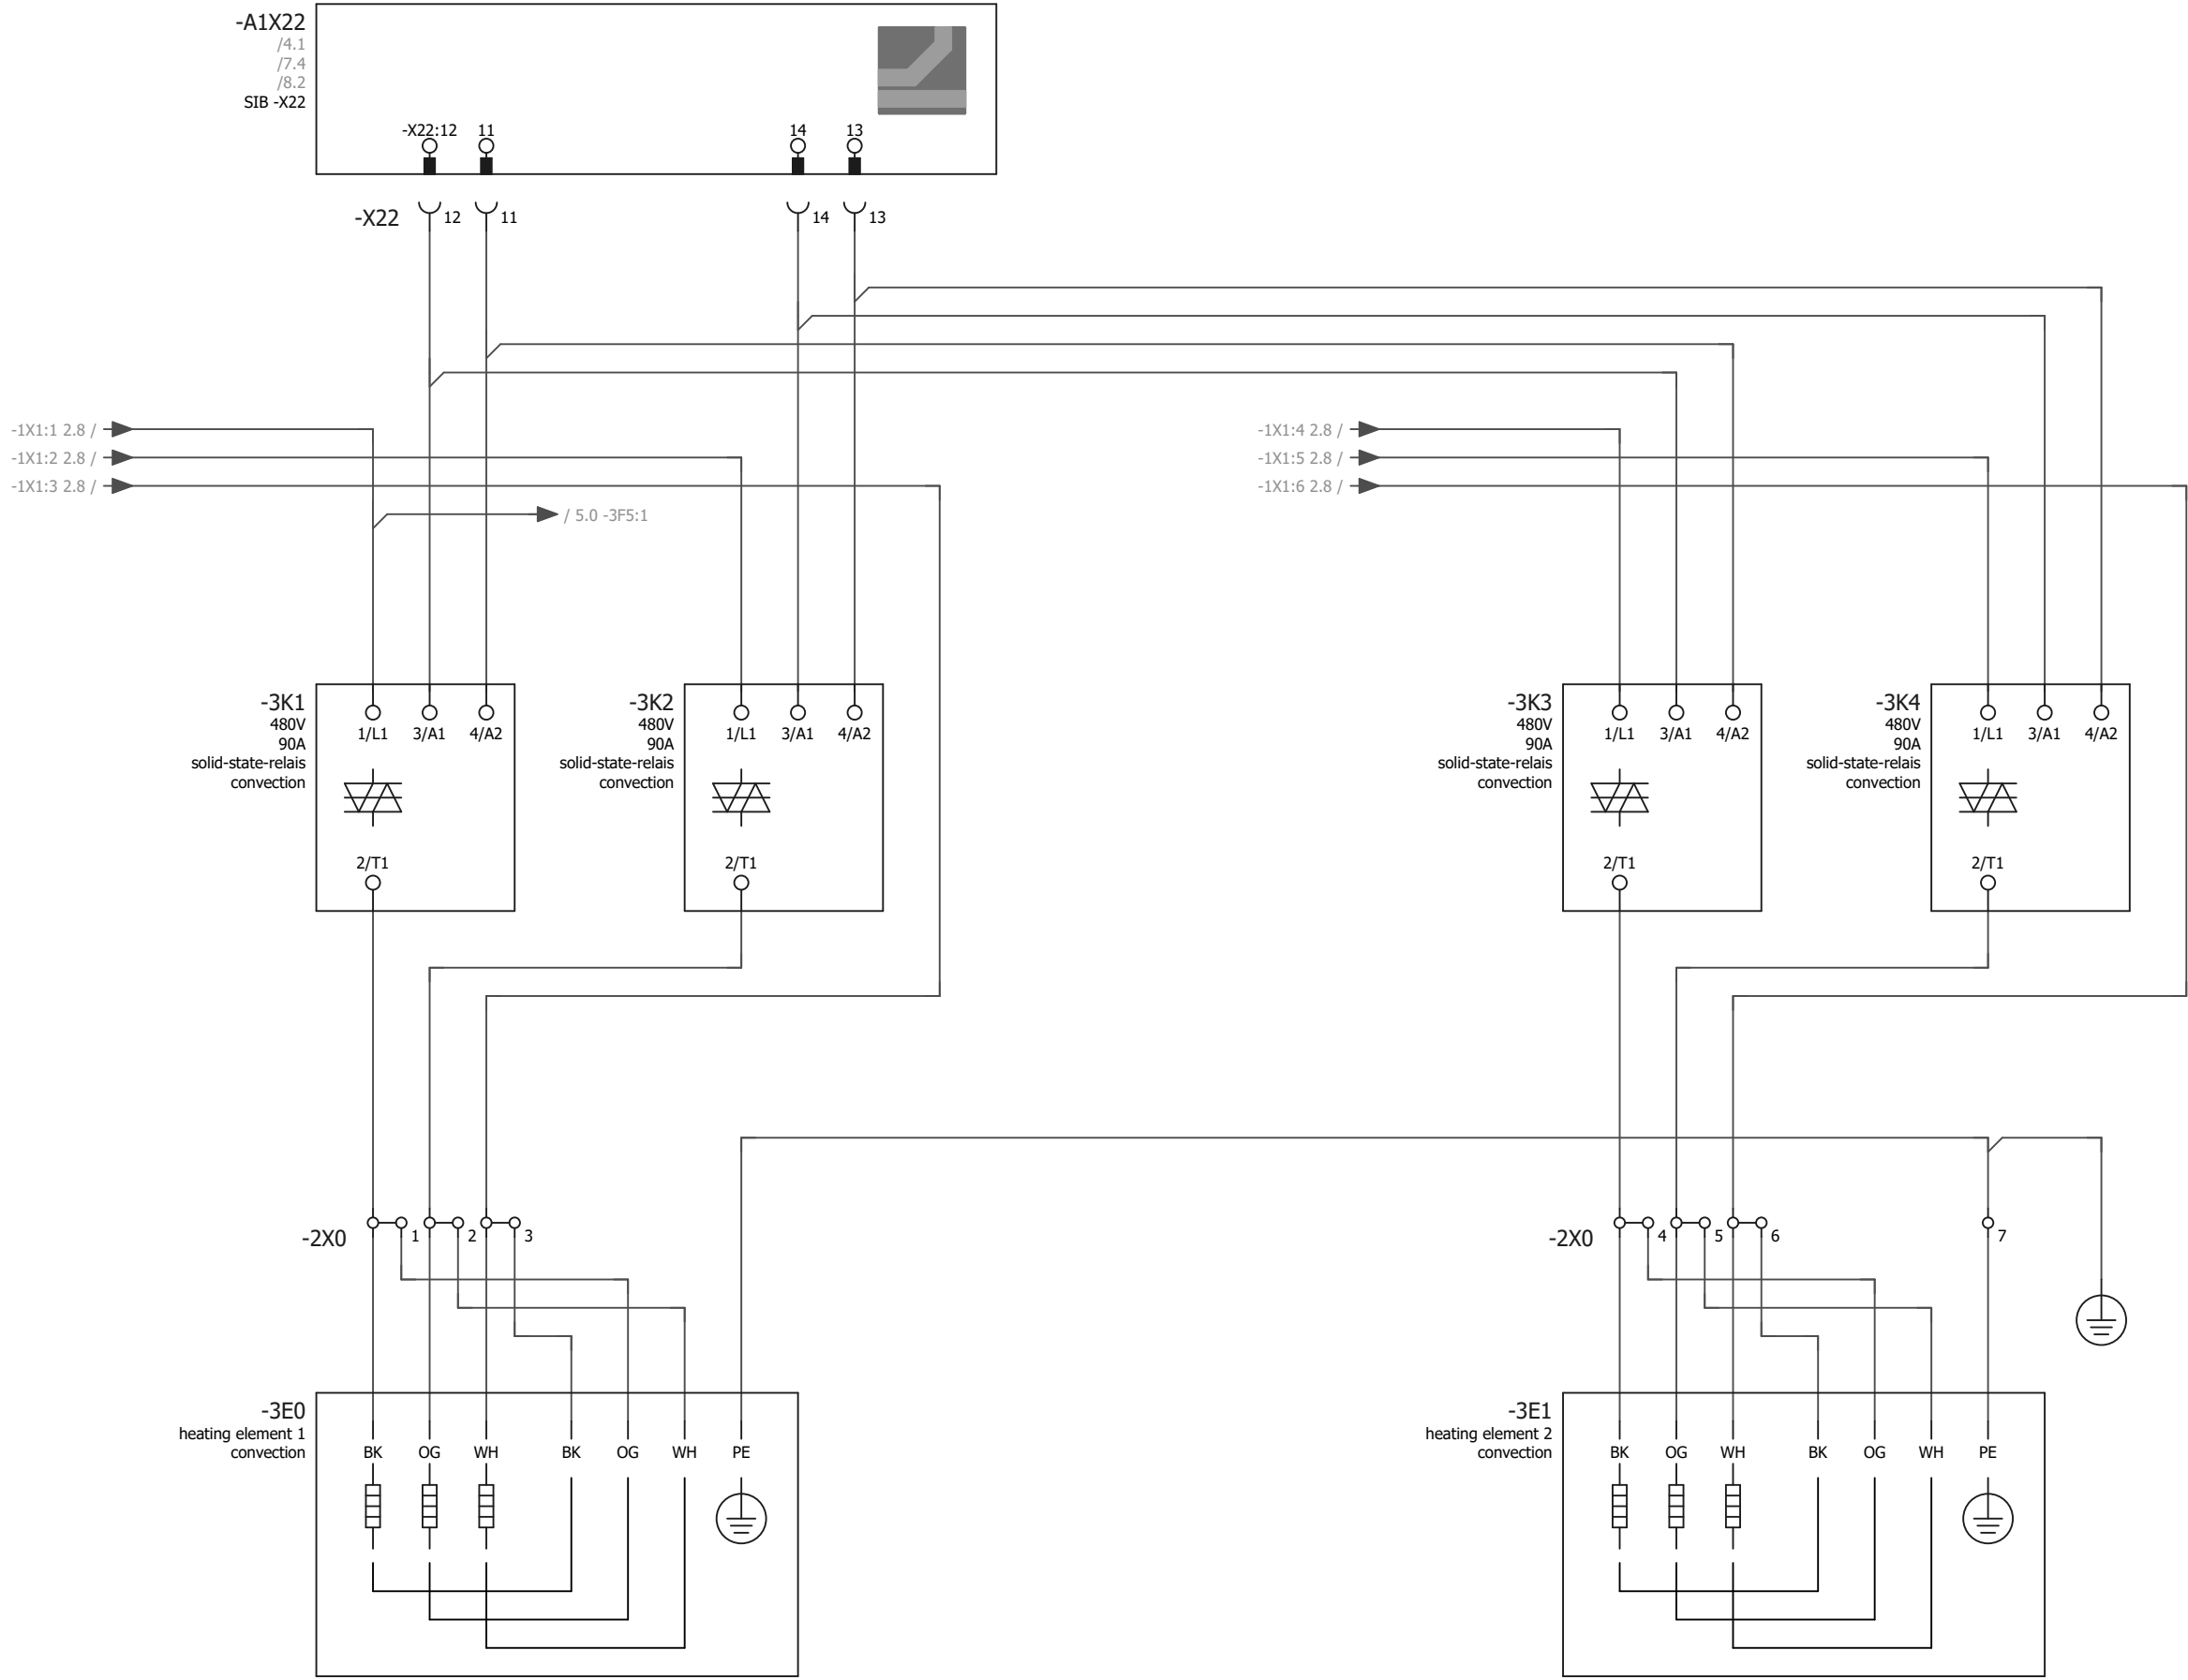 -A1X22
/4.1
/7.4
/8.2
SIB -X22
-X22:12 11 14 13
-X22 12 11 14 13
-1X1:1 2.8 /
-1X1:2 2.8 /
-1X1:3 2.8 /
/ 5.0 -3F5:1
-1X1:4 2.8 /
-1X1:5 2.8 /
-1X1:6 2.8 /
-3K1
480V
90A
solid-state-relais
convection
1/L1 3/A1 4/A2
2/T1
-3K2
480V
90A
solid-state-relais
convection
1/L1 3/A1 4/A2
2/T1
-3K3
480V
90A
solid-state-relais
convection
1/L1 3/A1 4/A2
2/T1
-3K4
480V
90A
solid-state-relais
convection
1/L1 3/A1 4/A2
2/T1
-2X0 1 2 3
-2X0 4 5 6 7
-3E0
heating element 1
convection
BK OG WH BK OG WH PE
-3E1
heating element 2
convection
BK OG WH BK OG WH PE